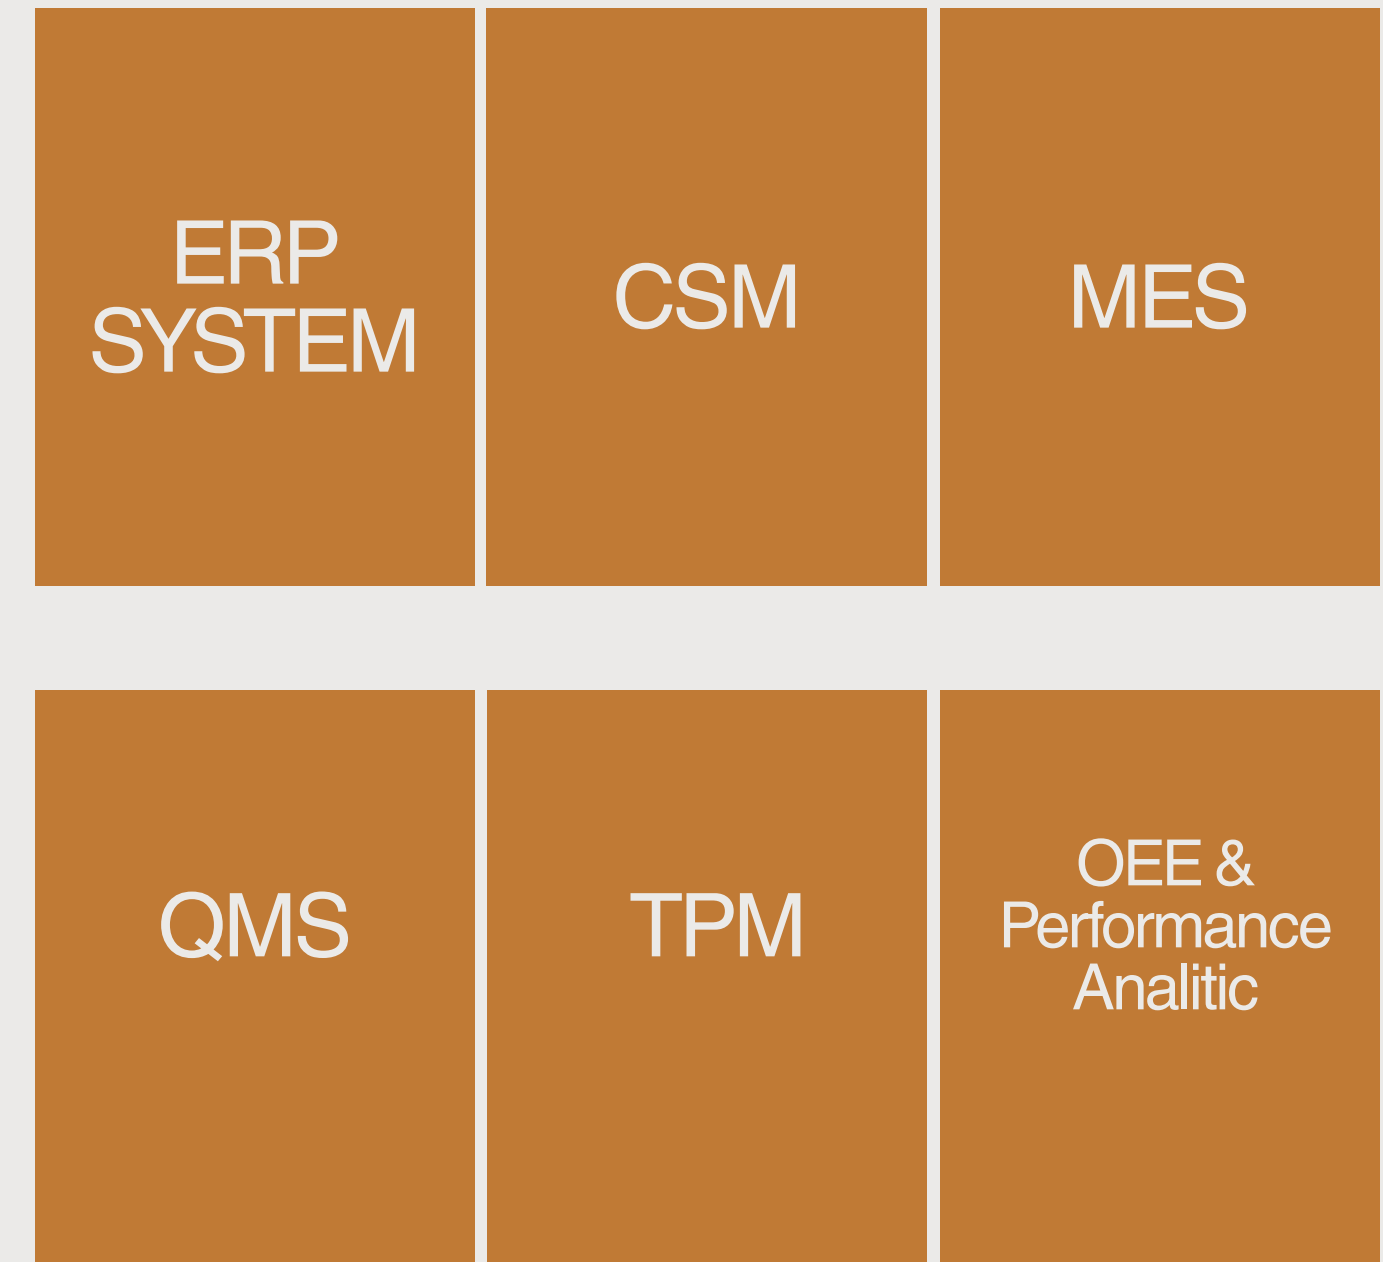 ERP
SYSTEM
CSM
MES
QMS
TPM
OEE &
Performance
Analitic